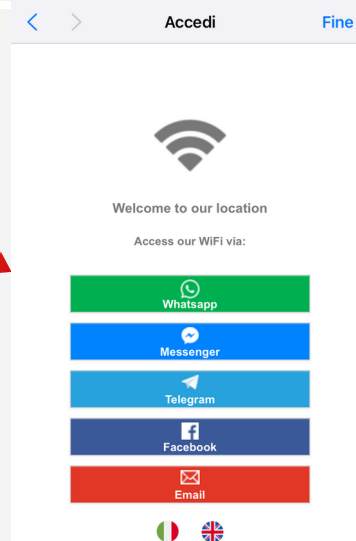 Accedi
Fine
Welcome to our location
Access our WiFi via:
Whatsapp
Messenger
Telegram
Facebook
Email